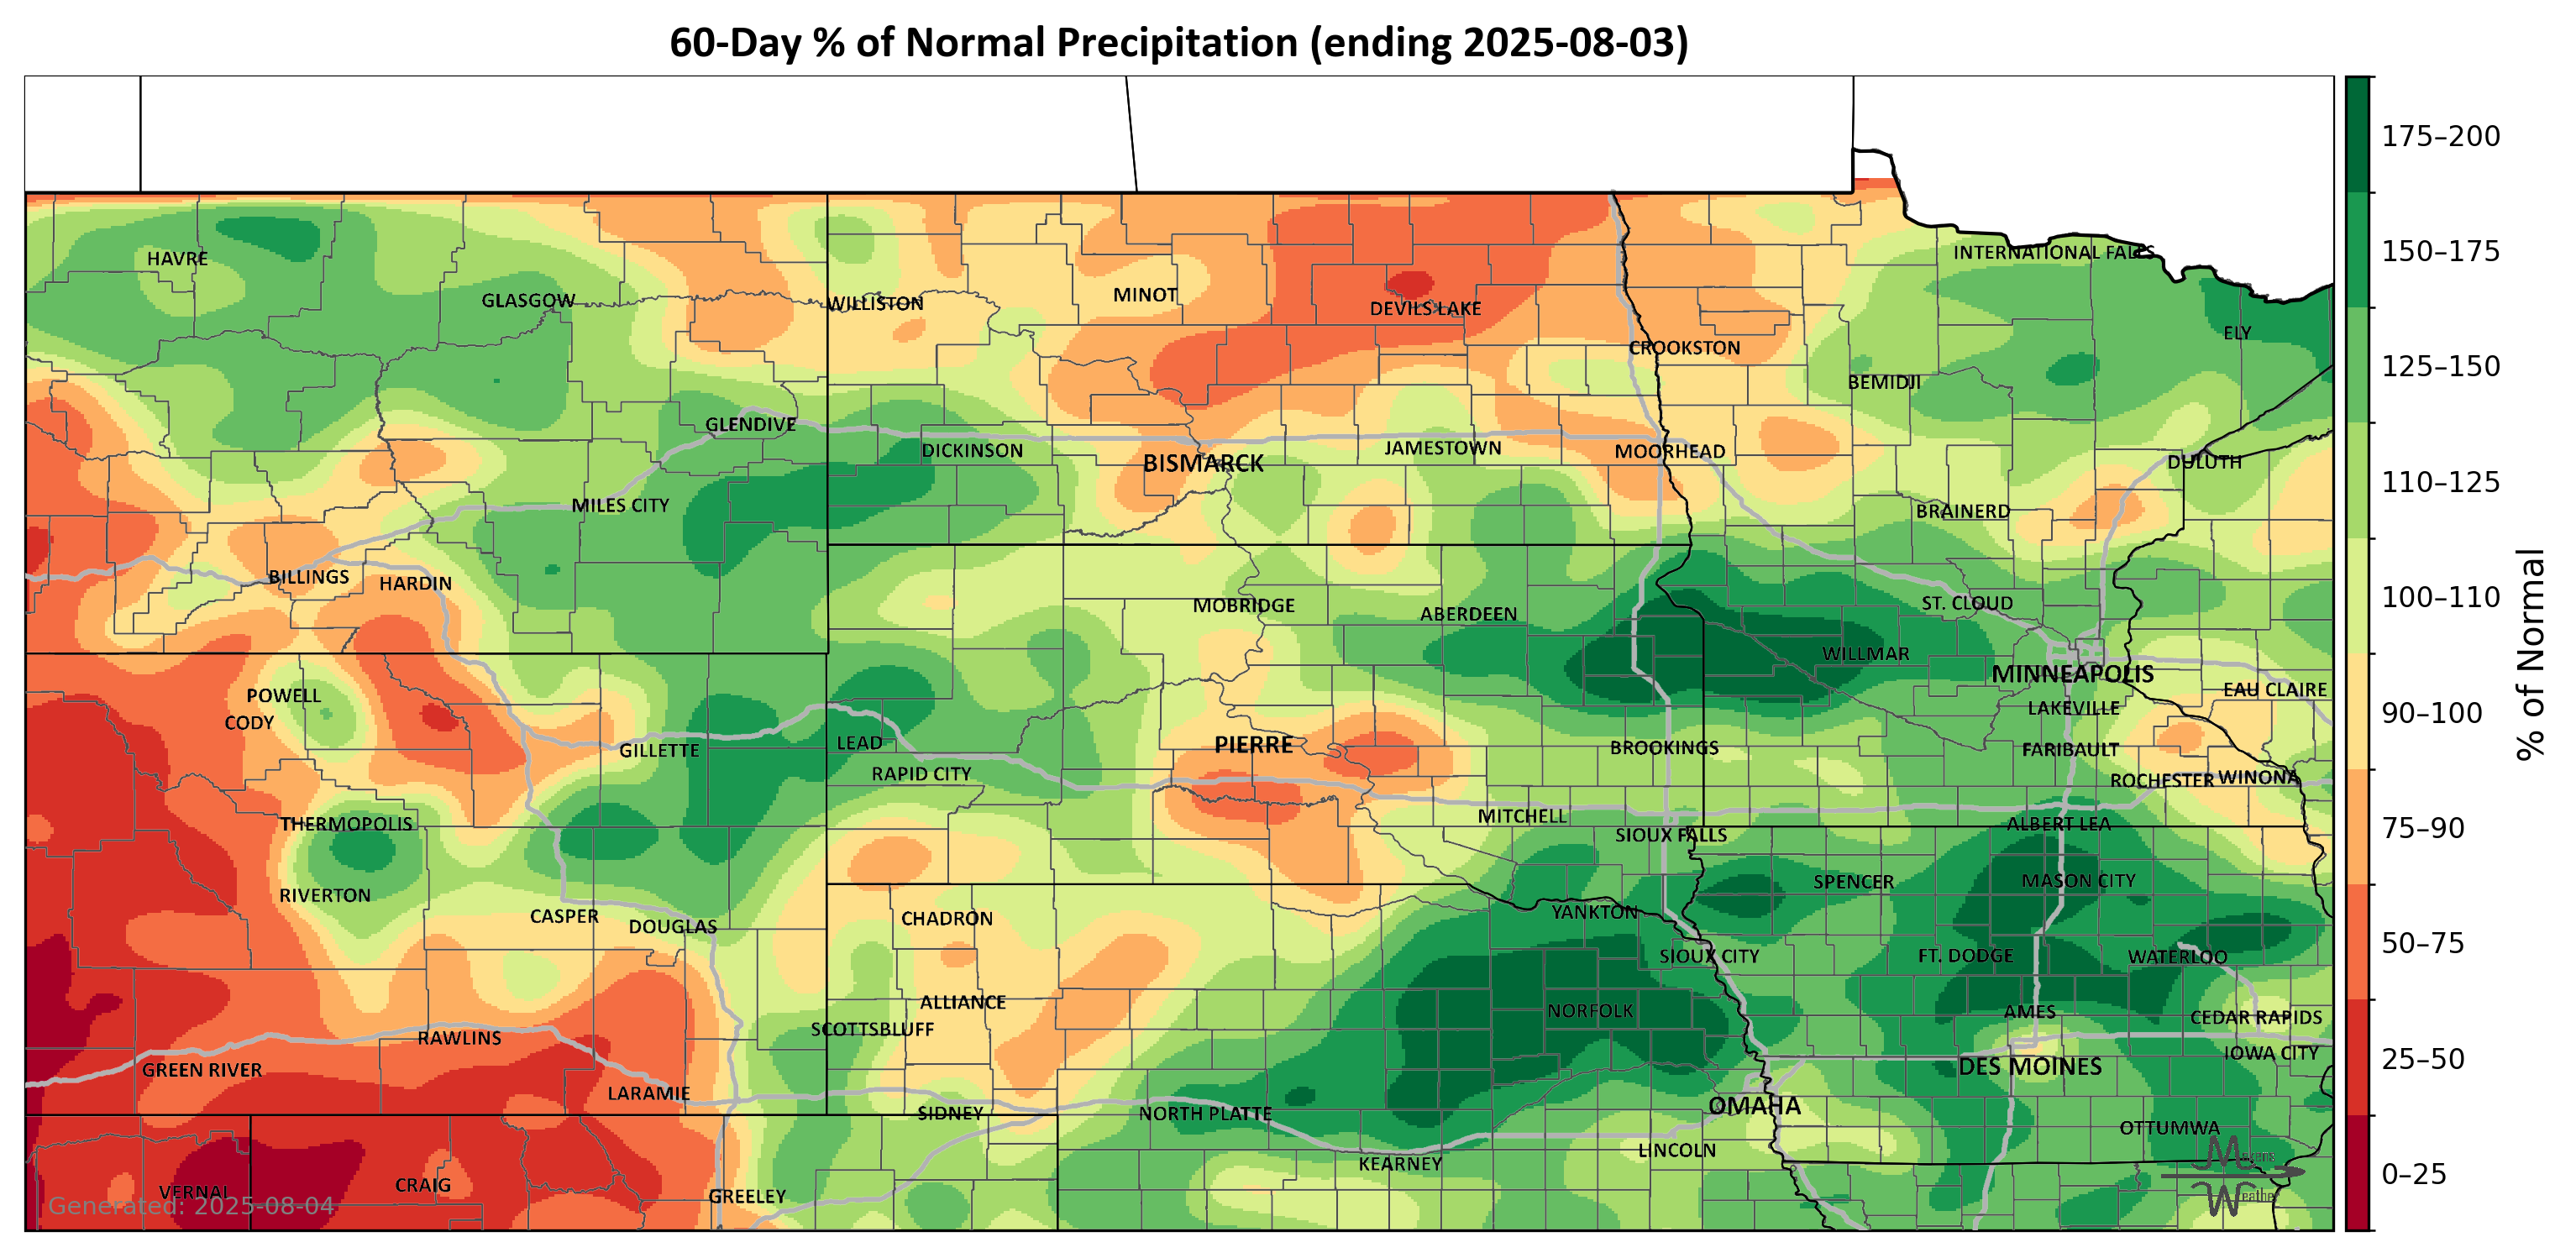 60-Day % of Normal Precipitation (ending 2025-08-03)
175–200
HAVRE
INTERNATIONAL FALLS
150–175
GLASGOW
WILLISTON
MINOT
DEVILS LAKE
ELY
CROOKSTON
125–150
BEMIDJI
GLENDIVE
DICKINSON
BISMARCK
JAMESTOWN
MOORHEAD
DULUTH
110–125
MILES CITY
BRAINERD
BILLINGS
HARDIN
MOBRIDGE
ABERDEEN
ST. CLOUD
100–110
WILLMAR
MINNEAPOLIS
% of Normal
POWELL
EAU CLAIRE
CODY
LAKEVILLE
90–100
GILLETTE
LEAD
PIERRE
BROOKINGS
FARIBAULT
RAPID CITY
ROCHESTER
WINONA
THERMOPOLIS
MITCHELL
SIOUX FALLS
ALBERT LEA
75–90
RIVERTON
SPENCER
MASON CITY
CASPER
DOUGLAS
CHADRON
YANKTON
SIOUX CITY
FT. DODGE
WATERLOO
50–75
ALLIANCE
NORFOLK
AMES
CEDAR RAPIDS
SCOTTSBLUFF
RAWLINS
GREEN RIVER
DES MOINES
IOWA CITY
25–50
LARAMIE
SIDNEY
NORTH PLATTE
OMAHA
OTTUMWA
LINCOLN
KEARNEY
VERNAL
CRAIG
GREELEY
0–25
Generated: 2025-08-04
Weather